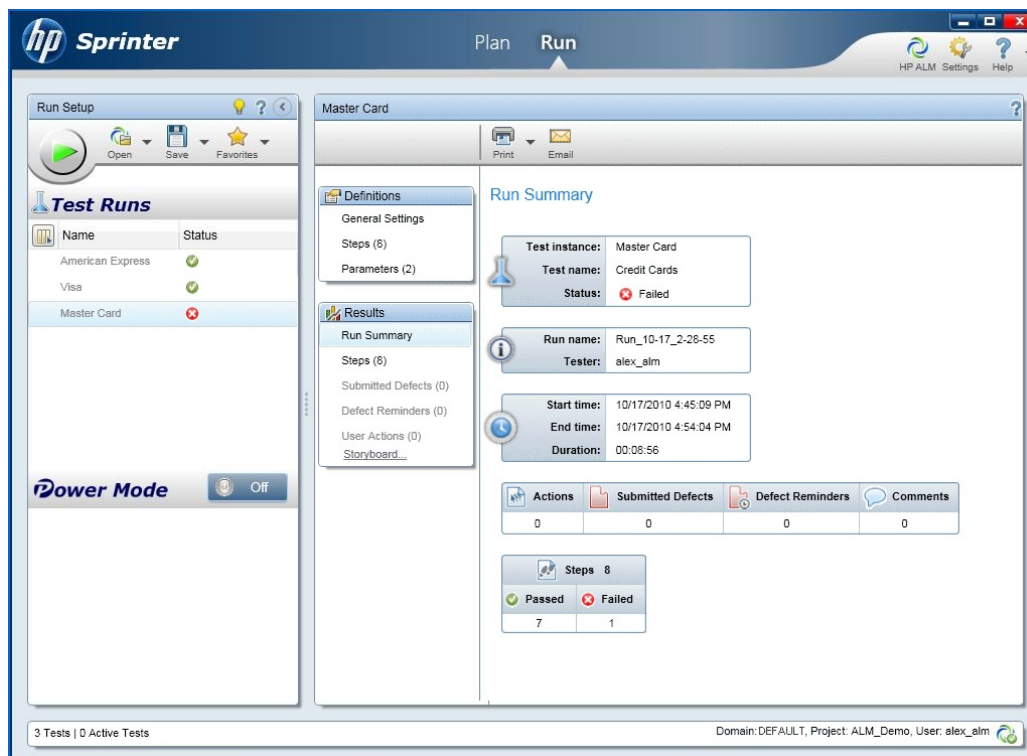 hp Sprinter
Plan Run
HP ALM Settings Help
Run Setup
Open Save Favorites
Test Runs
Name Status
American Express
Visa
Master Card
Power Mode Off
Master Card
Print Email
Definitions
General Settings
Steps (8)
Parameters (2)
Results
Run Summary
Steps (8)
Submitted Defects (0)
Defect Reminders (0)
User Actions (0)
Storyboard...
Run Summary
Test instance: Master Card
Test name: Credit Cards
Status: Failed
Run name: Run_10-17_2-28-55
Tester: alex_alm
Start time: 10/17/2010 4:45:09 PM
End time: 10/17/2010 4:54:04 PM
Duration: 00:08:56
Actions Submitted Defects Defect Reminders Comments
0 0 0 0
Steps 8
Passed Failed
7 1
3 Tests | 0 Active Tests
Domain:DEFAULT, Project: ALM_Demo, User: alex_alm